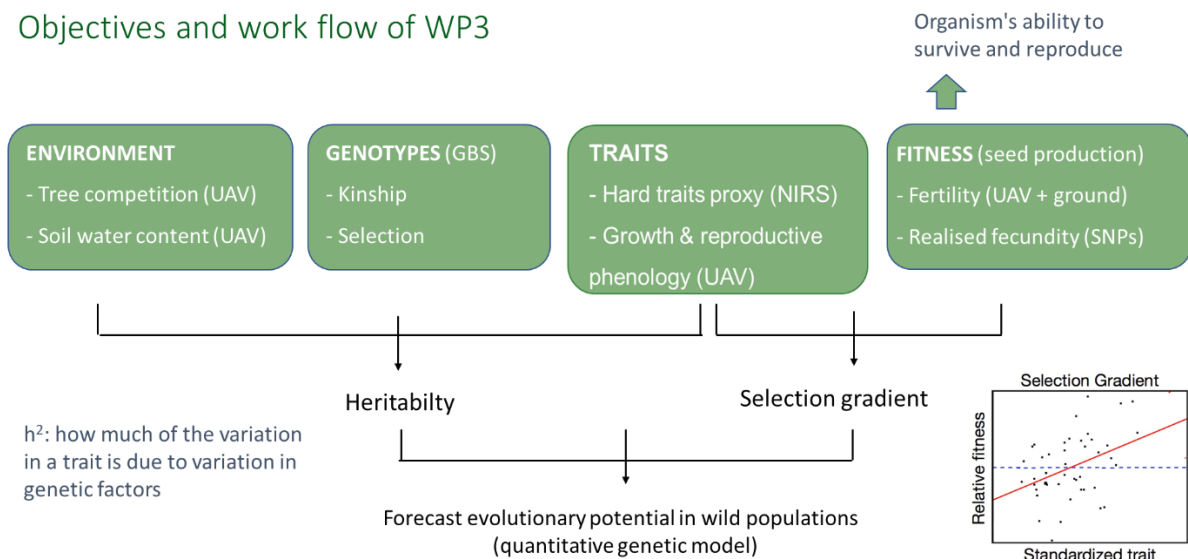 Objectives and work flow of WP3
Organism's ability to
survive and reproduce
ENVIRONMENT
- Tree competition (UAV)
- Soil water content (UAV)
GENOTYPES (GBS)
- Kinship
- Selection
TRAITS
- Hard traits proxy (NIRS)
- Growth & reproductive
phenology (UAV)
FITNESS (seed production)
- Fertility (UAV + ground)
- Realised fecundity (SNPs)
Heritabilty
Selection gradient
h²: how much of the variation
in a trait is due to variation in
genetic factors
Selection Gradient
Relative fitness
Standardized trait
Forecast evolutionary potential in wild populations
(quantitative genetic model)